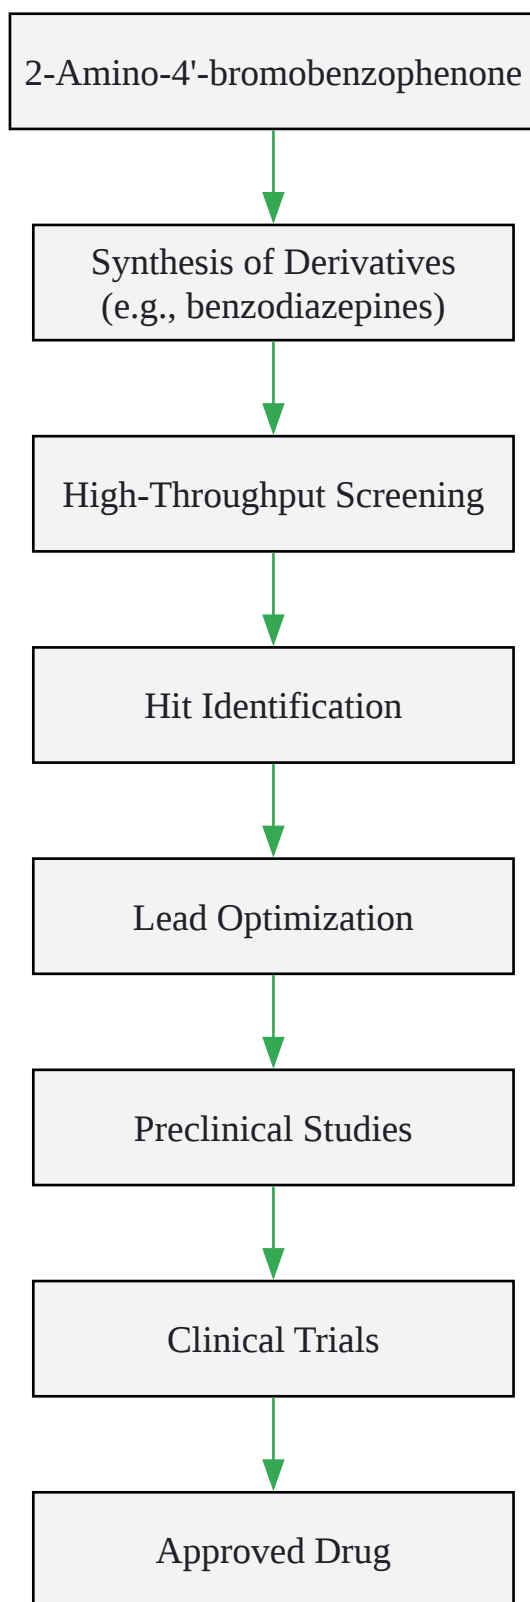 2-Amino-4'-bromobenzophenone
Synthesis of Derivatives
(e.g., benzodiazepines)
High-Throughput Screening
Hit Identification
Lead Optimization
Preclinical Studies
Clinical Trials
Approved Drug